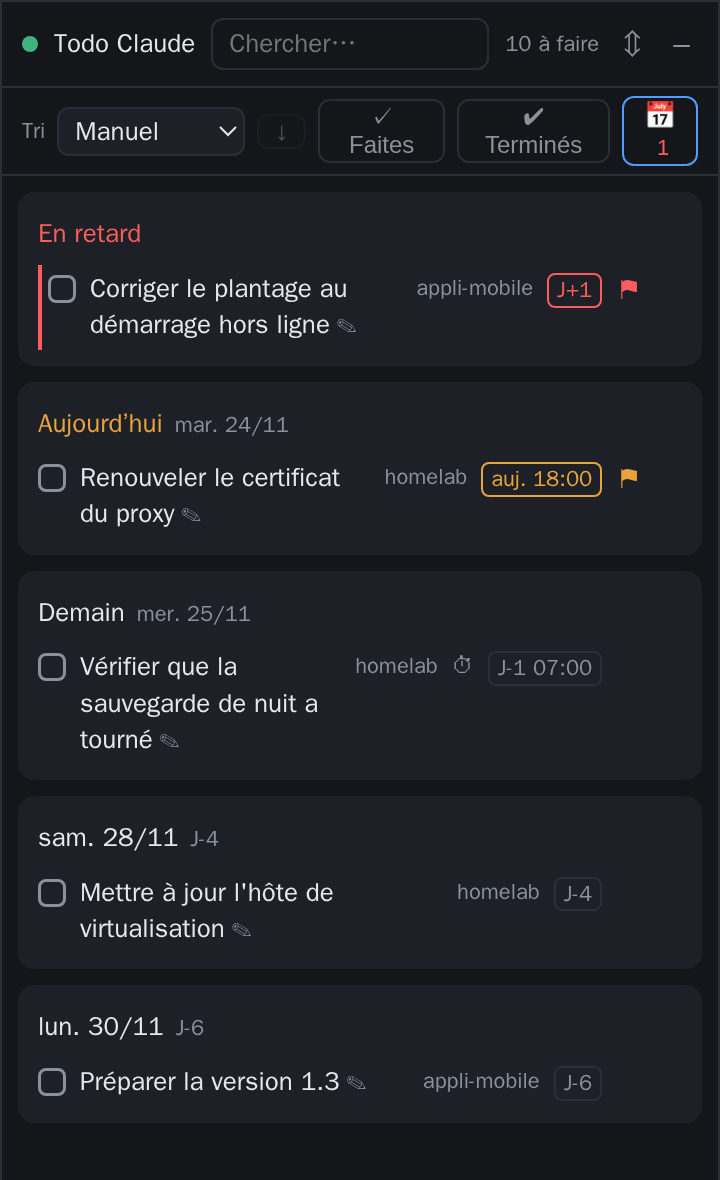 Todo Claude Chercher… 10 à faire
Tri Manuel ↓ ✓ Faites ✔ Terminés July 17 1
En retard
Corriger le plantage au appli-mobile J+1
démarrage hors ligne
Aujourd’hui mar. 24/11
Renouveler le certificat homelab auj. 18:00
du proxy
Demain mer. 25/11
Vérifier que la homelab J-1 07:00
sauvegarde de nuit a
tourné
sam. 28/11 J-4
Mettre à jour l'hôte de homelab J-4
virtualisation
lun. 30/11 J-6
Préparer la version 1.3 appli-mobile J-6